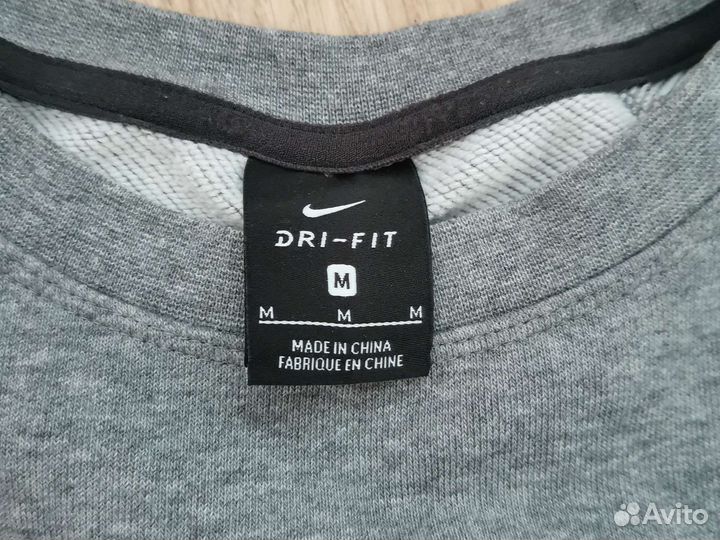 DRI-FIT
M
M M M
MADE IN CHINA
FABRIQUE EN CHINE
Avito